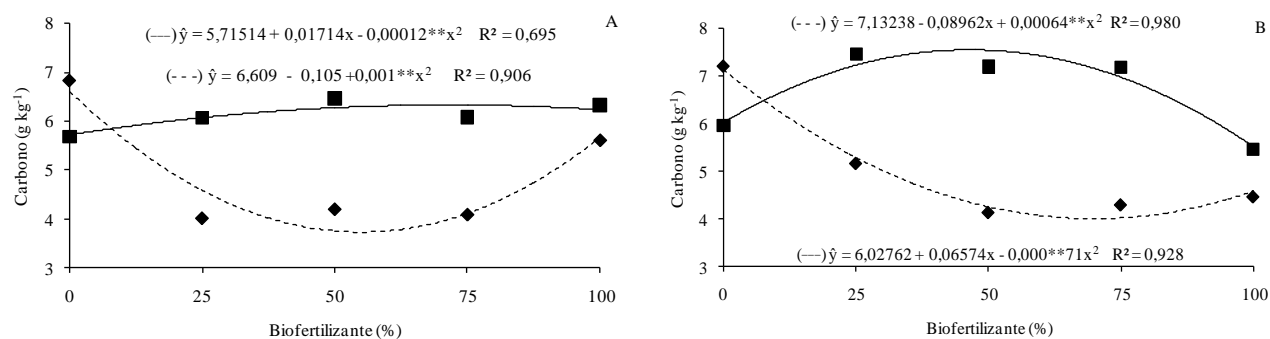 A
(—) ŷ = 5,71514 + 0,01714x - 0,00012**x² R² = 0,695
(- - -) ŷ = 6,609 - 0,105 +0,001**x² R² = 0,906
8
7
6
5
4
3
0
25
50
75
100
Carbono (g kg⁻¹)
Biofertilizante (%)
B
(- - -) ŷ = 7,13238 - 0,08962x + 0,00064**x² R² = 0,980
8
7
6
5
4
3
(—) ŷ = 6,02762 + 0,06574x - 0,000**71x² R² = 0,928
0
25
50
75
100
Carbono (g kg⁻¹)
Biofertilizante (%)